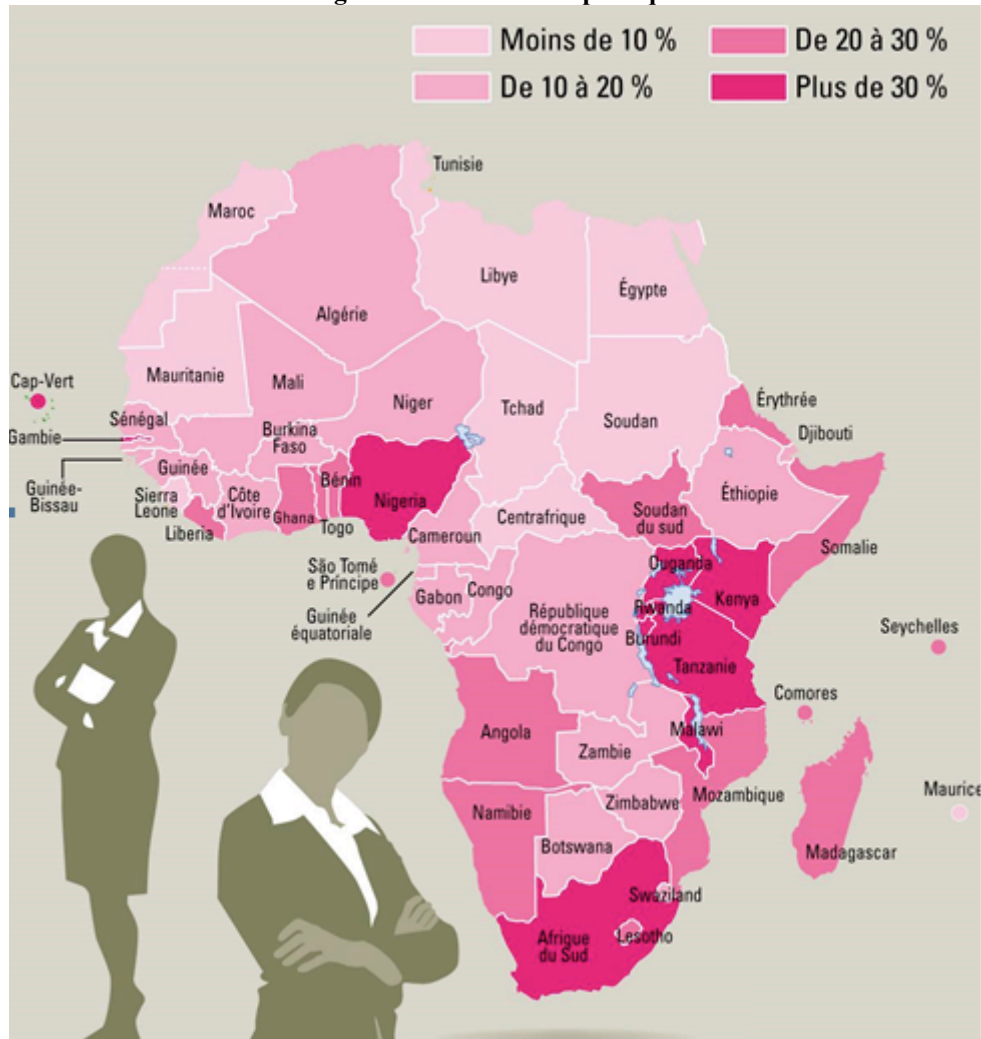 Moins de 10 %
De 20 à 30 %
De 10 à 20 %
Plus de 30 %
Tunisie
Maroc
Libye
Égypte
Algérie
Mauritanie
Mali
Niger
Tchad
Soudan
Érythrée
Djibouti
Cap-Vert
Sénégal
Gambie
Burkina
Faso
Guinée
Guinée-
Bissau
Sierra
Leone
Liberia
Côte
d'Ivoire
Ghana
Togo
Bénin
Nigeria
Cameroun
Centrafrique
Soudan
du sud
Éthiopie
Somalie
São Tomé
e Príncipe
Guinée
équatoriale
Gabon
Congo
République
démocratique
du Congo
Ouganda
Rwanda
Burundi
Kenya
Tanzanie
Seychelles
Comores
Angola
Zambie
Malawi
Mozambique
Maurice
Madagascar
Namibie
Zimbabwe
Botswana
Swaziland
Lesotho
Afrique
du Sud